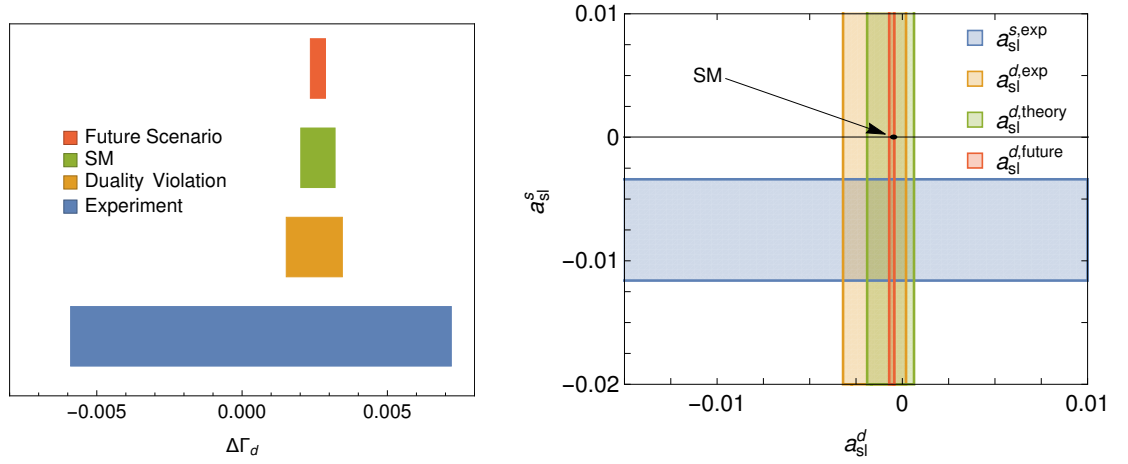 Future Scenario
SM
Duality Violation
Experiment
−0.005 0.000 0.005
ΔΓ_d
0.01
0
−0.01
−0.02
a_sl^s
SM
a_sl^{s,exp}
a_sl^{d,exp}
a_sl^{d,theory}
a_sl^{d,future}
−0.01 0 0.01
a_sl^d